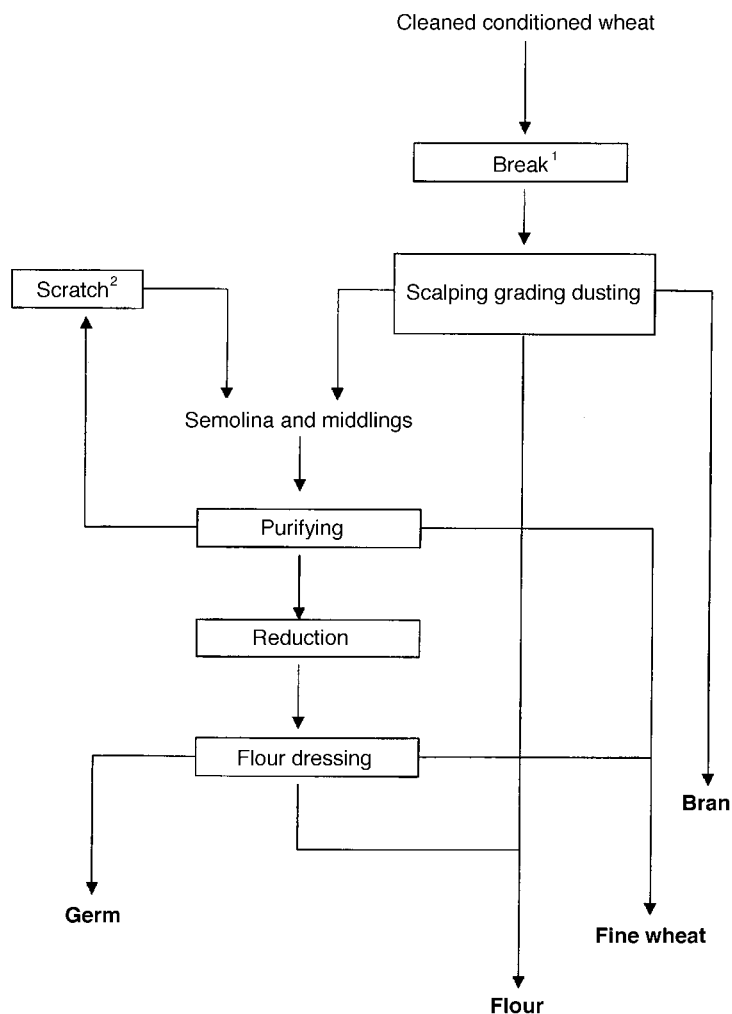 Cleaned conditioned wheat
Break¹
Scalping grading dusting
Scratch²
Semolina and middlings
Purifying
Reduction
Flour dressing
Bran
Germ
Fine wheat
Flour